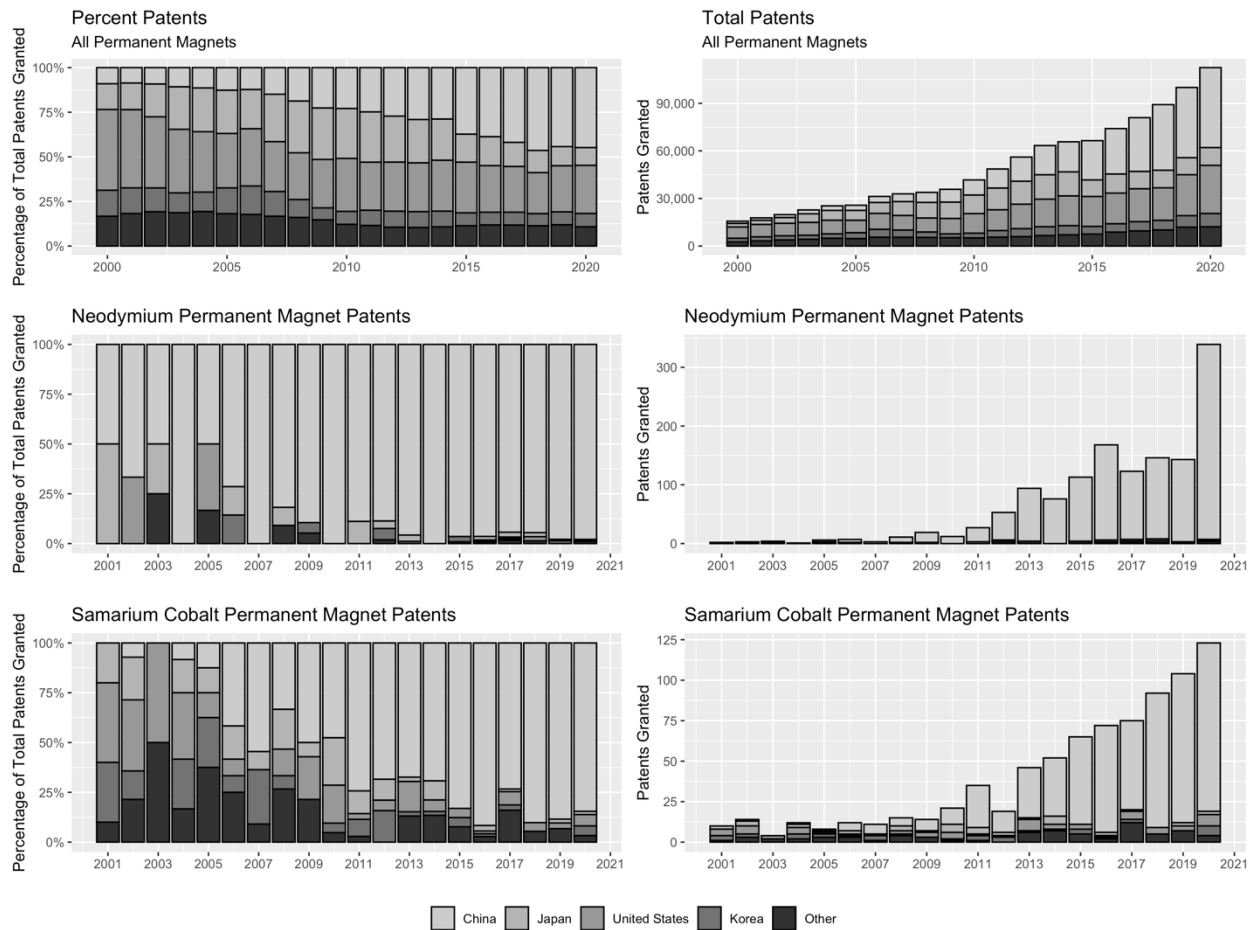 Percent Patents
All Permanent Magnets
Percentage of Total Patents Granted
100%
75%
50%
25%
0%
2000 2005 2010 2015 2020
Total Patents
All Permanent Magnets
Patents Granted
90,000
60,000
30,000
0
2000 2005 2010 2015 2020
Neodymium Permanent Magnet Patents
Percentage of Total Patents Granted
100%
75%
50%
25%
0%
2001 2003 2005 2007 2009 2011 2013 2015 2017 2019 2021
Neodymium Permanent Magnet Patents
Patents Granted
300
200
100
0
2001 2003 2005 2007 2009 2011 2013 2015 2017 2019 2021
Samarium Cobalt Permanent Magnet Patents
Percentage of Total Patents Granted
100%
75%
50%
25%
0%
2001 2003 2005 2007 2009 2011 2013 2015 2017 2019 2021
Samarium Cobalt Permanent Magnet Patents
Patents Granted
125
100
75
50
25
0
2001 2003 2005 2007 2009 2011 2013 2015 2017 2019 2021
China Japan United States Korea Other